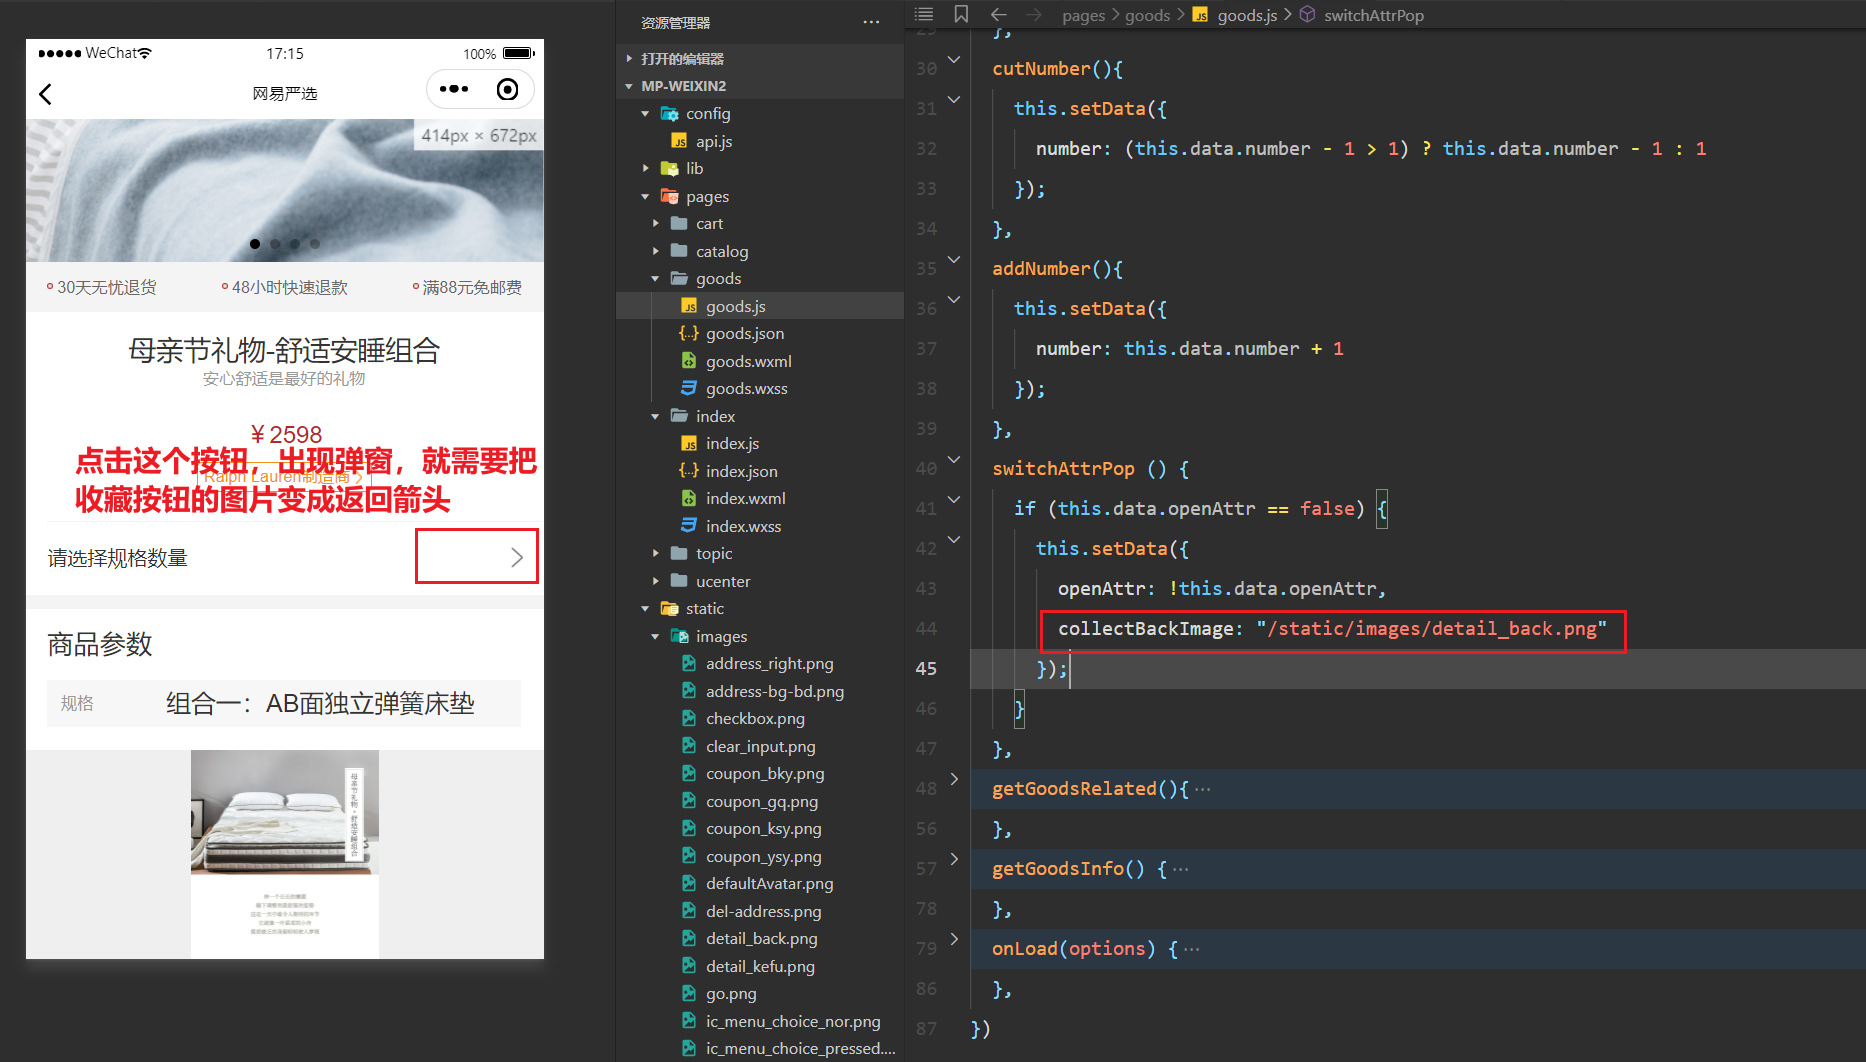 WeChat
17:15
100%
网易严选
414px × 672px
30天无忧退货
48小时快速退款
满88元免邮费
母亲节礼物-舒适安睡组合
安心舒适是最好的礼物
¥2598
点击这个按钮，出现弹窗，就需要把
Ralph Lauren制造商
收藏按钮的图片变成返回箭头
请选择规格数量
商品参数
规格
组合一：AB面独立弹簧床垫
母亲节礼物·舒适安睡组合
资源管理器
打开的编辑器
MP-WEIXIN2
config
api.js
lib
pages
cart
catalog
goods
goods.js
goods.json
goods.wxml
goods.wxss
index
index.js
index.json
index.wxml
index.wxss
topic
ucenter
static
images
address_right.png
address-bg-bd.png
checkbox.png
clear_input.png
coupon_bky.png
coupon_gq.png
coupon_ksy.png
coupon_ysy.png
defaultAvatar.png
del-address.png
detail_back.png
detail_kefu.png
go.png
ic_menu_choice_nor.png
ic_menu_choice_pressed....
pages > goods > goods.js > switchAttrPop
29 },
30 cutNumber(){
31 this.setData({
32 number: (this.data.number - 1 > 1) ? this.data.number - 1 : 1
33 });
34 },
35 addNumber(){
36 this.setData({
37 number: this.data.number + 1
38 });
39 },
40 switchAttrPop () {
41 if (this.data.openAttr == false) {
42 this.setData({
43 openAttr: !this.data.openAttr,
44 collectBackImage: "/static/images/detail_back.png"
45 });
46 }
47 },
48 getGoodsRelated(){ ···
56 },
57 getGoodsInfo() { ···
78 },
79 onLoad(options) { ···
86 },
87 })